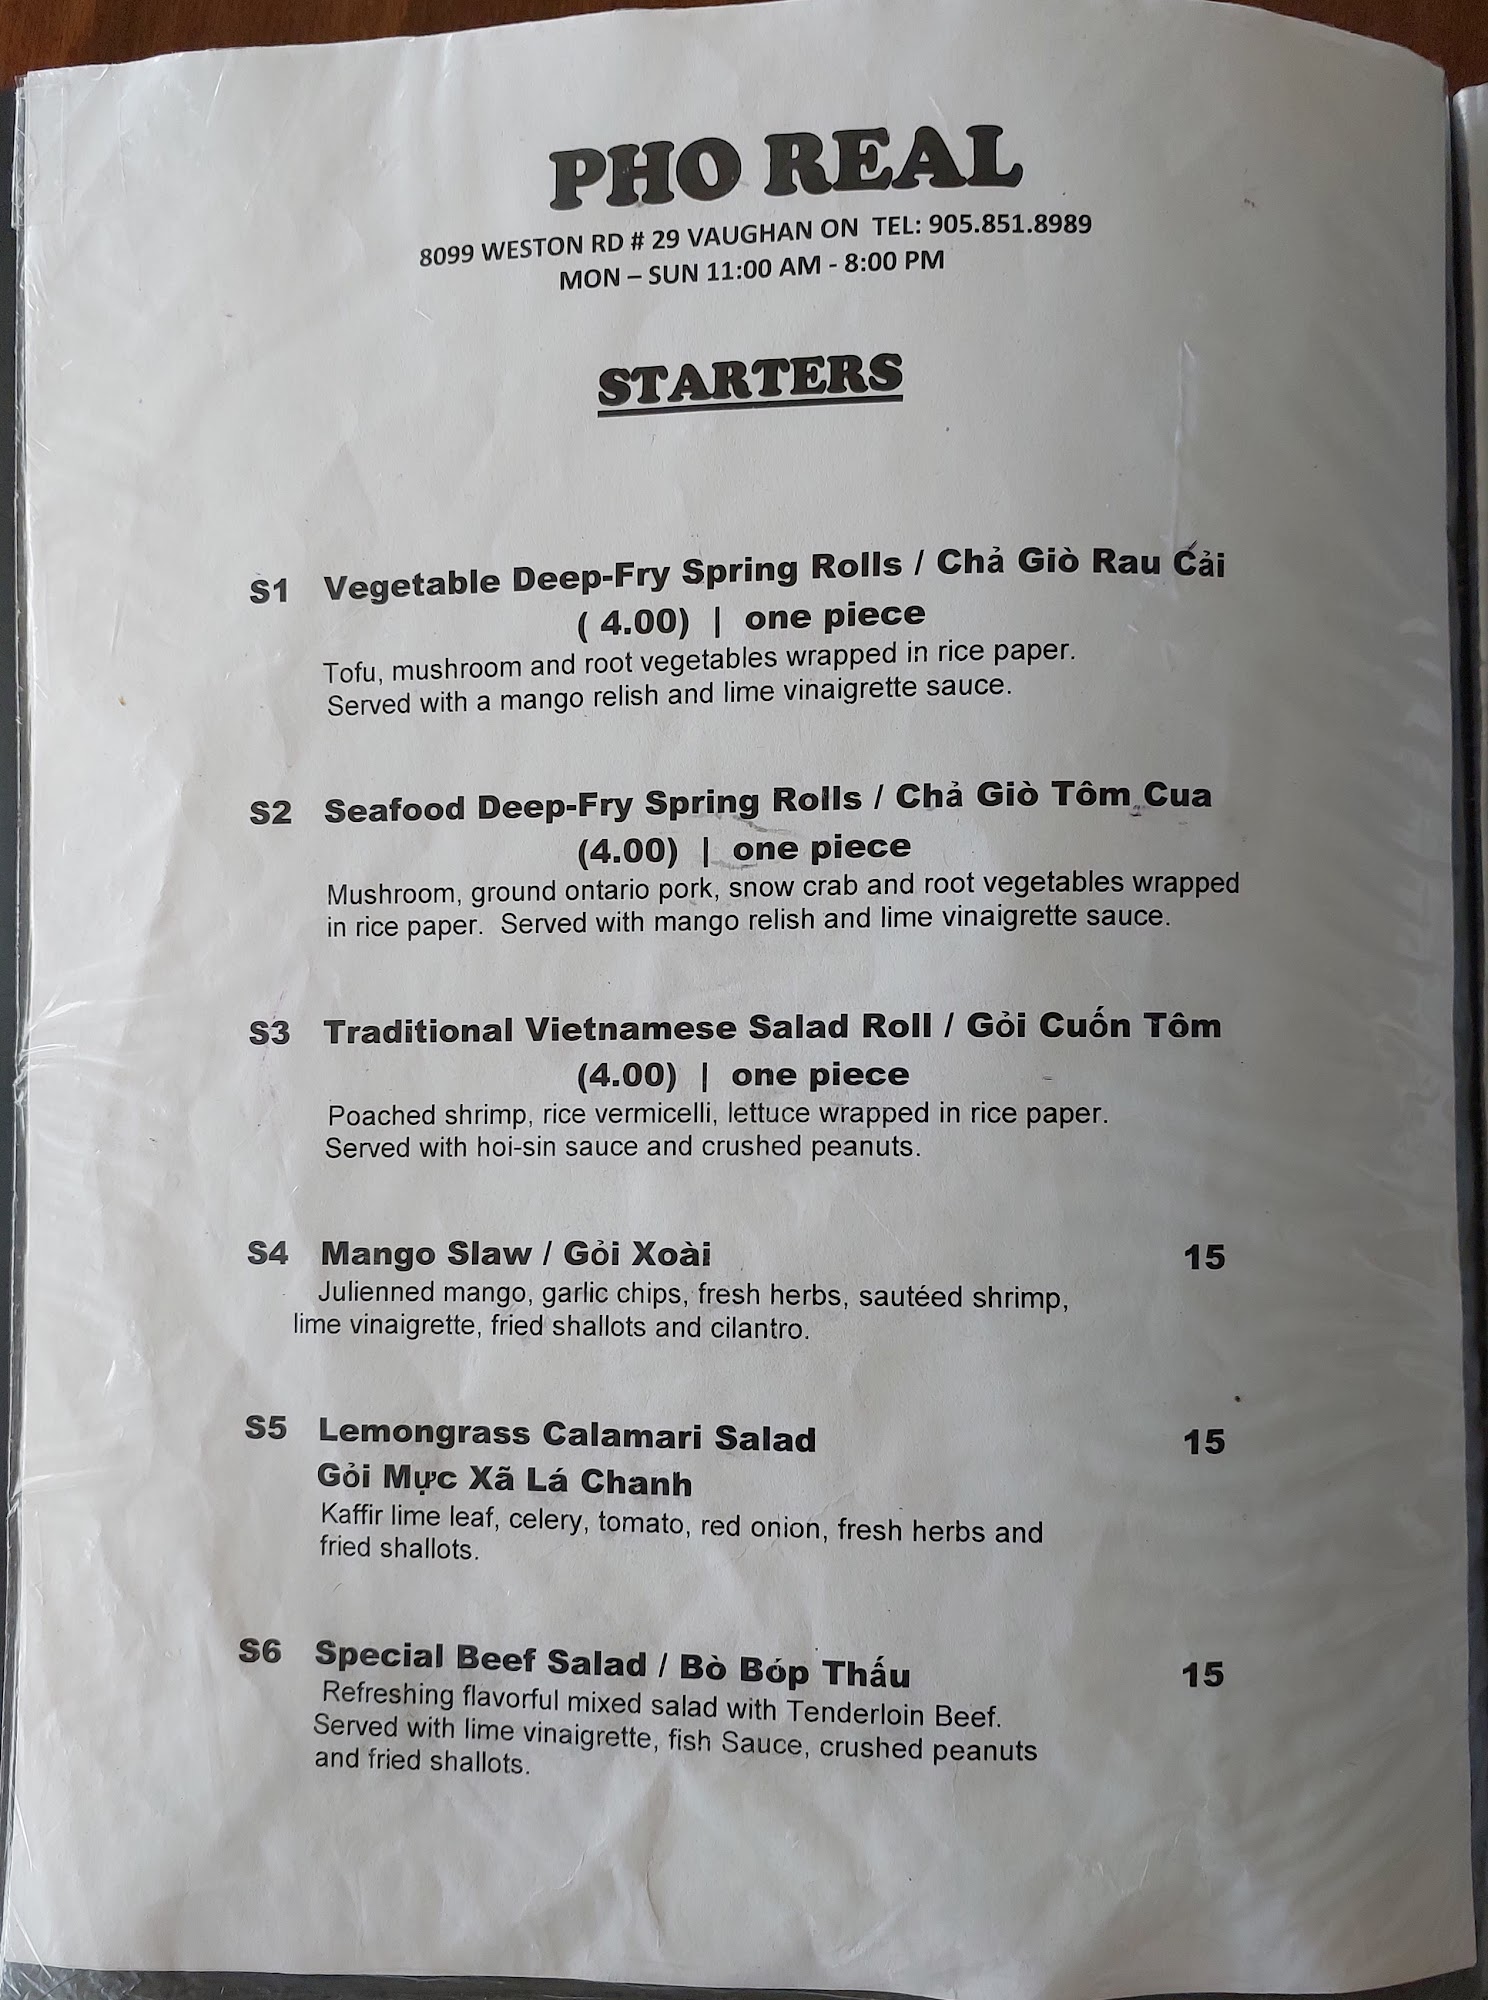 PHO REAL
8099 WESTON RD # 29 VAUGHAN ON TEL: 905.851.8989
MON – SUN 11:00 AM - 8:00 PM
STARTERS
S1 Vegetable Deep-Fry Spring Rolls / Chả Giò Rau Cải
( 4.00) | one piece
Tofu, mushroom and root vegetables wrapped in rice paper.
Served with a mango relish and lime vinaigrette sauce.
S2 Seafood Deep-Fry Spring Rolls / Chả Giò Tôm Cua
(4.00) | one piece
Mushroom, ground ontario pork, snow crab and root vegetables wrapped
in rice paper. Served with mango relish and lime vinaigrette sauce.
S3 Traditional Vietnamese Salad Roll / Gỏi Cuốn Tôm
(4.00) | one piece
Poached shrimp, rice vermicelli, lettuce wrapped in rice paper.
Served with hoi-sin sauce and crushed peanuts.
S4 Mango Slaw / Gỏi Xoài 15
Julienned mango, garlic chips, fresh herbs, sautéed shrimp,
lime vinaigrette, fried shallots and cilantro.
S5 Lemongrass Calamari Salad 15
Gỏi Mực Xã Lá Chanh
Kaffir lime leaf, celery, tomato, red onion, fresh herbs and
fried shallots.
S6 Special Beef Salad / Bò Bóp Thấu 15
Refreshing flavorful mixed salad with Tenderloin Beef.
Served with lime vinaigrette, fish Sauce, crushed peanuts
and fried shallots.